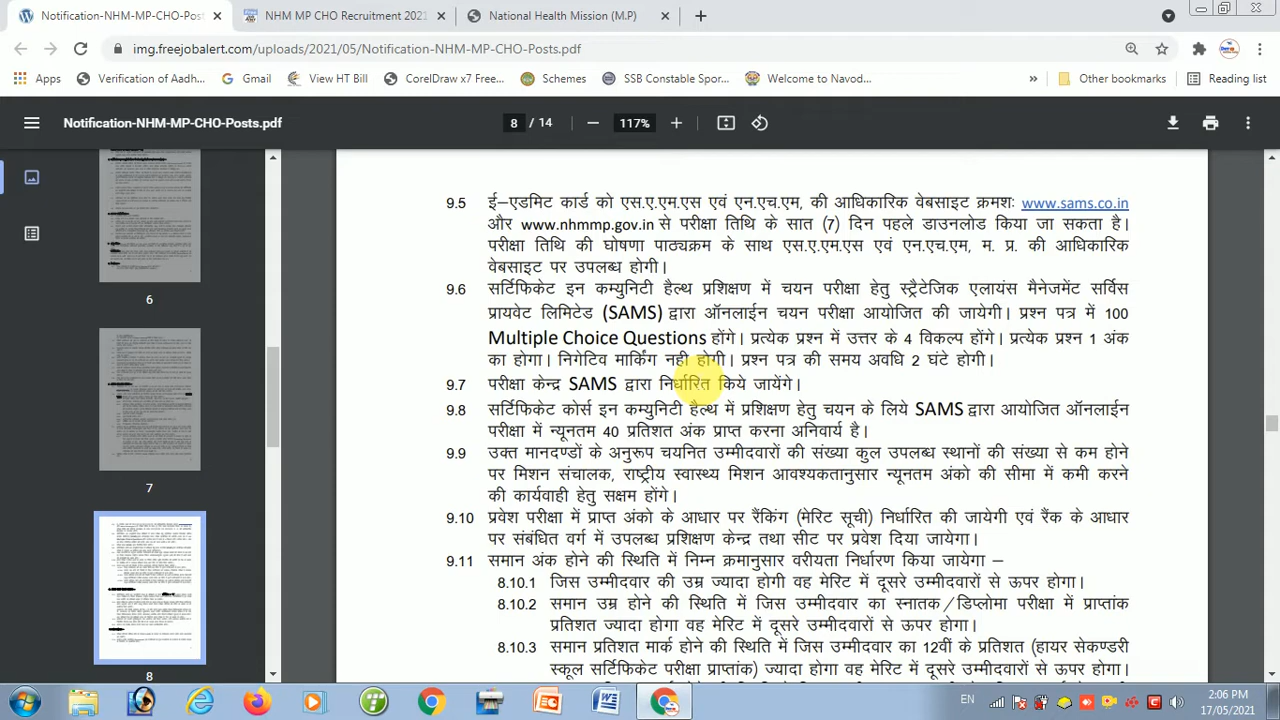 Notification-NHM-MP-CHO-Pos
NHM MP CHO Recruitment 2021
National Health Mission (M.P)
img.freejobalert.com/uploads/2021/05/Notification-NHM-MP-CHO-Posts.pdf
Apps
Verification of Aadh...
Gmail
View HT Bill
CorelDraw x7 Free...
e-Schemes
SSB Constable Spo...
Welcome to Navod...
»
Other bookmarks
Reading list
Notification-NHM-MP-CHO-Posts.pdf
8 / 14
117%
6
7
8
9.5 एडमिट कार्ड को एस.ए.एम.एस एवं एन.एच.एम, की आधिकारिक वेबसाइट क्रमशः www.sams.co.in
और www.nhmmp.gov.in से परीक्षा तिथि के सात (7) दिन पहले डाउनलोड किया जा सकता है।
परीक्षा तिथि, पाठ्यक्रम के साथ एस.ए.एम.एस एवं एन.एच.एम, म.प्र. की आधिकारिक
वेबसाइट पर उपलब्ध होगी।
9.6 सर्टिफिकेट इन कम्युनिटी हैल्थ प्रशिक्षण में चयन परीक्षा हेतु स्ट्रैटेजिक एलायंस मैनेजमेंट सर्विस
प्रायवेट लिमिटेड (SAMS) द्वारा ऑनलाईन चयन परीक्षा आयोजित की जायेगी। प्रश्न पत्र में 100
Multiple Choice Questions होंगे। प्रत्येक प्रश्न के उत्तर के 4 विकल्प होंगे। प्रत्येक प्रश्न 1 अंक
का होगा। माईनस मार्किंग नहीं होगी। प्रश्न पत्र की कुल अवधि 2 घंटे होगी।
9.7 परीक्षा केन्द्र SAMS द्वारा निर्धारित किये जायेंगे।
9.8 सर्टिफिकेट इन कम्युनिटी हेल्थ प्रशिक्षण हेतु चयन के लिये SAMS द्वारा आयोजित ऑनलाईन
परीक्षा में न्यूनतम 40 प्रतिशत अंक प्राप्त करना अनिवार्य होगा।
9.9 उक्त मानदण्डों के अनुरूप चयनित उम्मीदवारों की संख्या कुल उपलब्ध स्थानों की संख्या से कम होने
पर मिशन संचालक, राष्ट्रीय स्वास्थ्य मिशन आवश्यकतानुसार न्यूनतम अंको की सीमा में कमी करने
की कार्यवाही हेतु सक्षम होंगे।
9.10 प्रवेश परीक्षा में प्राप्त अंको के आधार पर रैंकिंग (मेरिट सूची) निर्धारित की जायेगी एवं रैंक के आधार
पर संबंधितों में उपलब्ध प्रशिक्षण केन्द्र तथा सीट पर प्रवेश दिया जायेगा।
9.11 समान अंक होने की स्थिति में निम्न क्रमानुसार वरीयता प्रदान किया जायेगा।
8.10.1 जिस उम्मीदवार की उम्र ज्यादा होगी वह मेरिट में दूसरे उम्मीदवारों से ऊपर होगा।
8.10.2 समान उम्र होने की स्थिति में जिस उम्मीदवार का स्नातक/डिप्लोमा परीक्षा में प्राप्तांक
प्रतिशत ज्यादा होगा वह मेरिट में दूसरे उम्मीदवारों से ऊपर होगा।
8.10.3 समान प्रतिशत मार्क होने की स्थिति में जिस उम्मीदवार का 12वीं के प्रतिशत (हायर सेकण्डरी
सर्टिफिकेट परीक्षा प्राप्तांक) ज्यादा होगा वह मेरिट में दूसरे उम्मीदवारों से ऊपर होगा।
EN
2:06 PM
17/05/2021